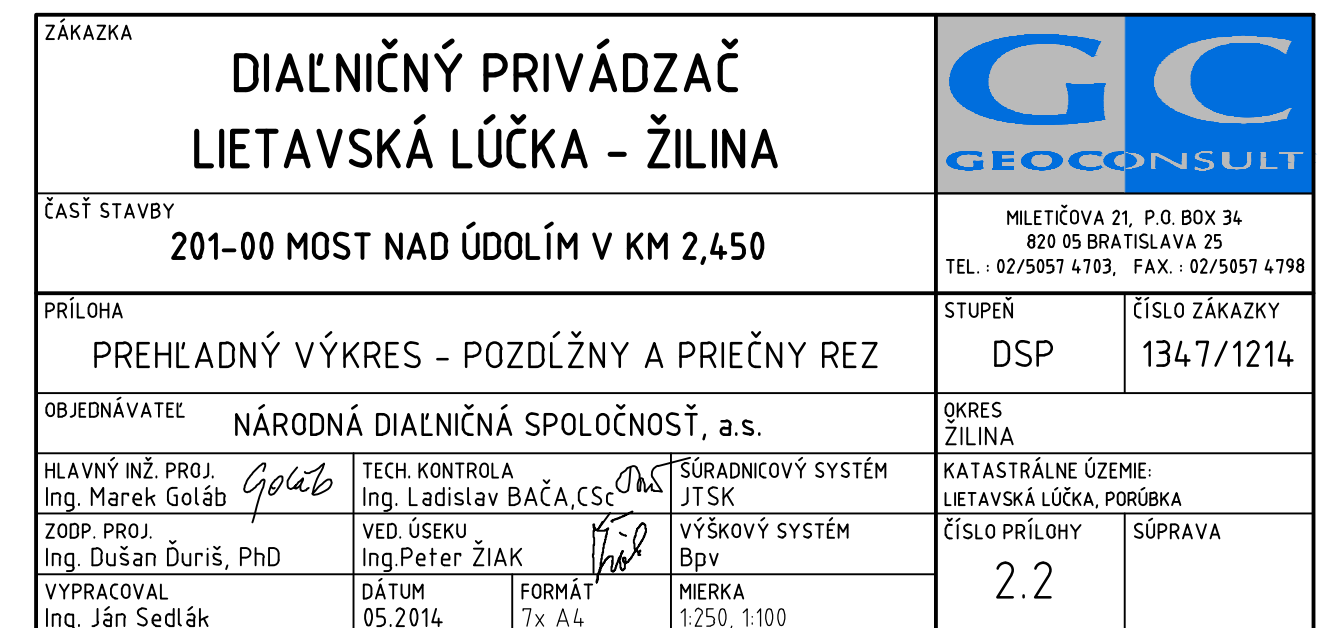 ZÁKAZKA
DIAĽNIČNÝ PRIVÁDZAČ
LIETAVSKÁ LÚČKA - ŽILINA
GC
GEOCONSULT
ČASŤ STAVBY
201-00 MOST NAD ÚDOLÍM V KM 2,450
MILETIČOVA 21, P.O. BOX 34
820 05 BRATISLAVA 25
TEL. : 02/5057 4703, FAX. : 02/5057 4798
PRÍLOHA
PREHĽADNÝ VÝKRES - POZDĹŽNY A PRIEČNY REZ
STUPEŇ
DSP
ČÍSLO ZÁKAZKY
1347/1214
OBJEDNÁVATEĽ
NÁRODNÁ DIAĽNIČNÁ SPOLOČNOSŤ, a.s.
OKRES
ŽILINA
HLAVNÝ INŽ. PROJ.
Ing. Marek Goláb
Goláb
TECH. KONTROLA
Ing. Ladislav BAČA,CSc
SÚRADNICOVÝ SYSTÉM
JTSK
KATASTRÁLNE ÚZEMIE:
LIETAVSKÁ LÚČKA, PORÚBKA
ZODP. PROJ.
Ing. Dušan Ďuriš, PhD
VED. ÚSEKU
Ing.Peter ŽIAK
VÝŠKOVÝ SYSTÉM
Bpv
ČÍSLO PRÍLOHY
2.2
SÚPRAVA
VYPRACOVAL
Ing. Ján Sedlák
DÁTUM
05.2014
FORMÁT
7x A4
MIERKA
1:250, 1:100